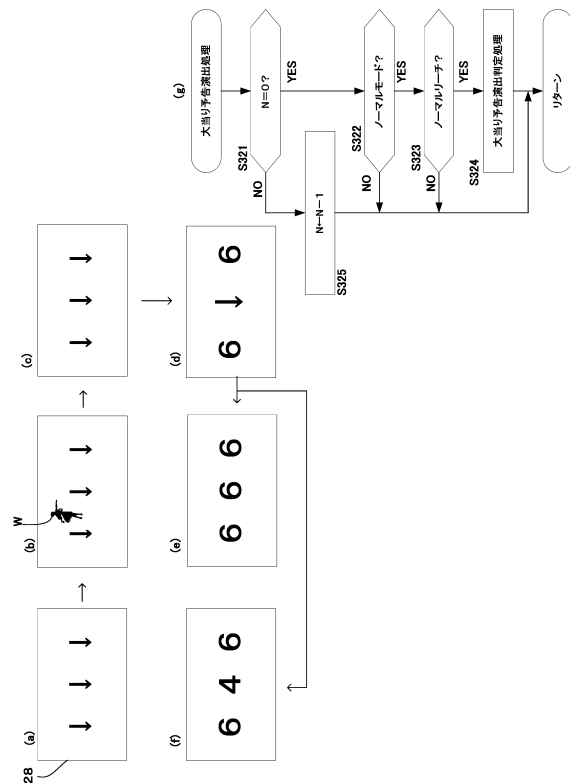 (a)
28
↓ ↓ ↓
(b)
W
↓ ↓ ↓
(c)
↓ ↓ ↓
(d)
6 ↓ 6
(e)
6 6 6
(f)
6 4 6
(g)
大当り予告演出処理
S321
N=0?
NO
YES
S322
ノーマルモード?
NO
YES
S323
ノーマルリーチ?
NO
YES
S324
大当り予告演出判定処理
S325
N←N-1
リターン